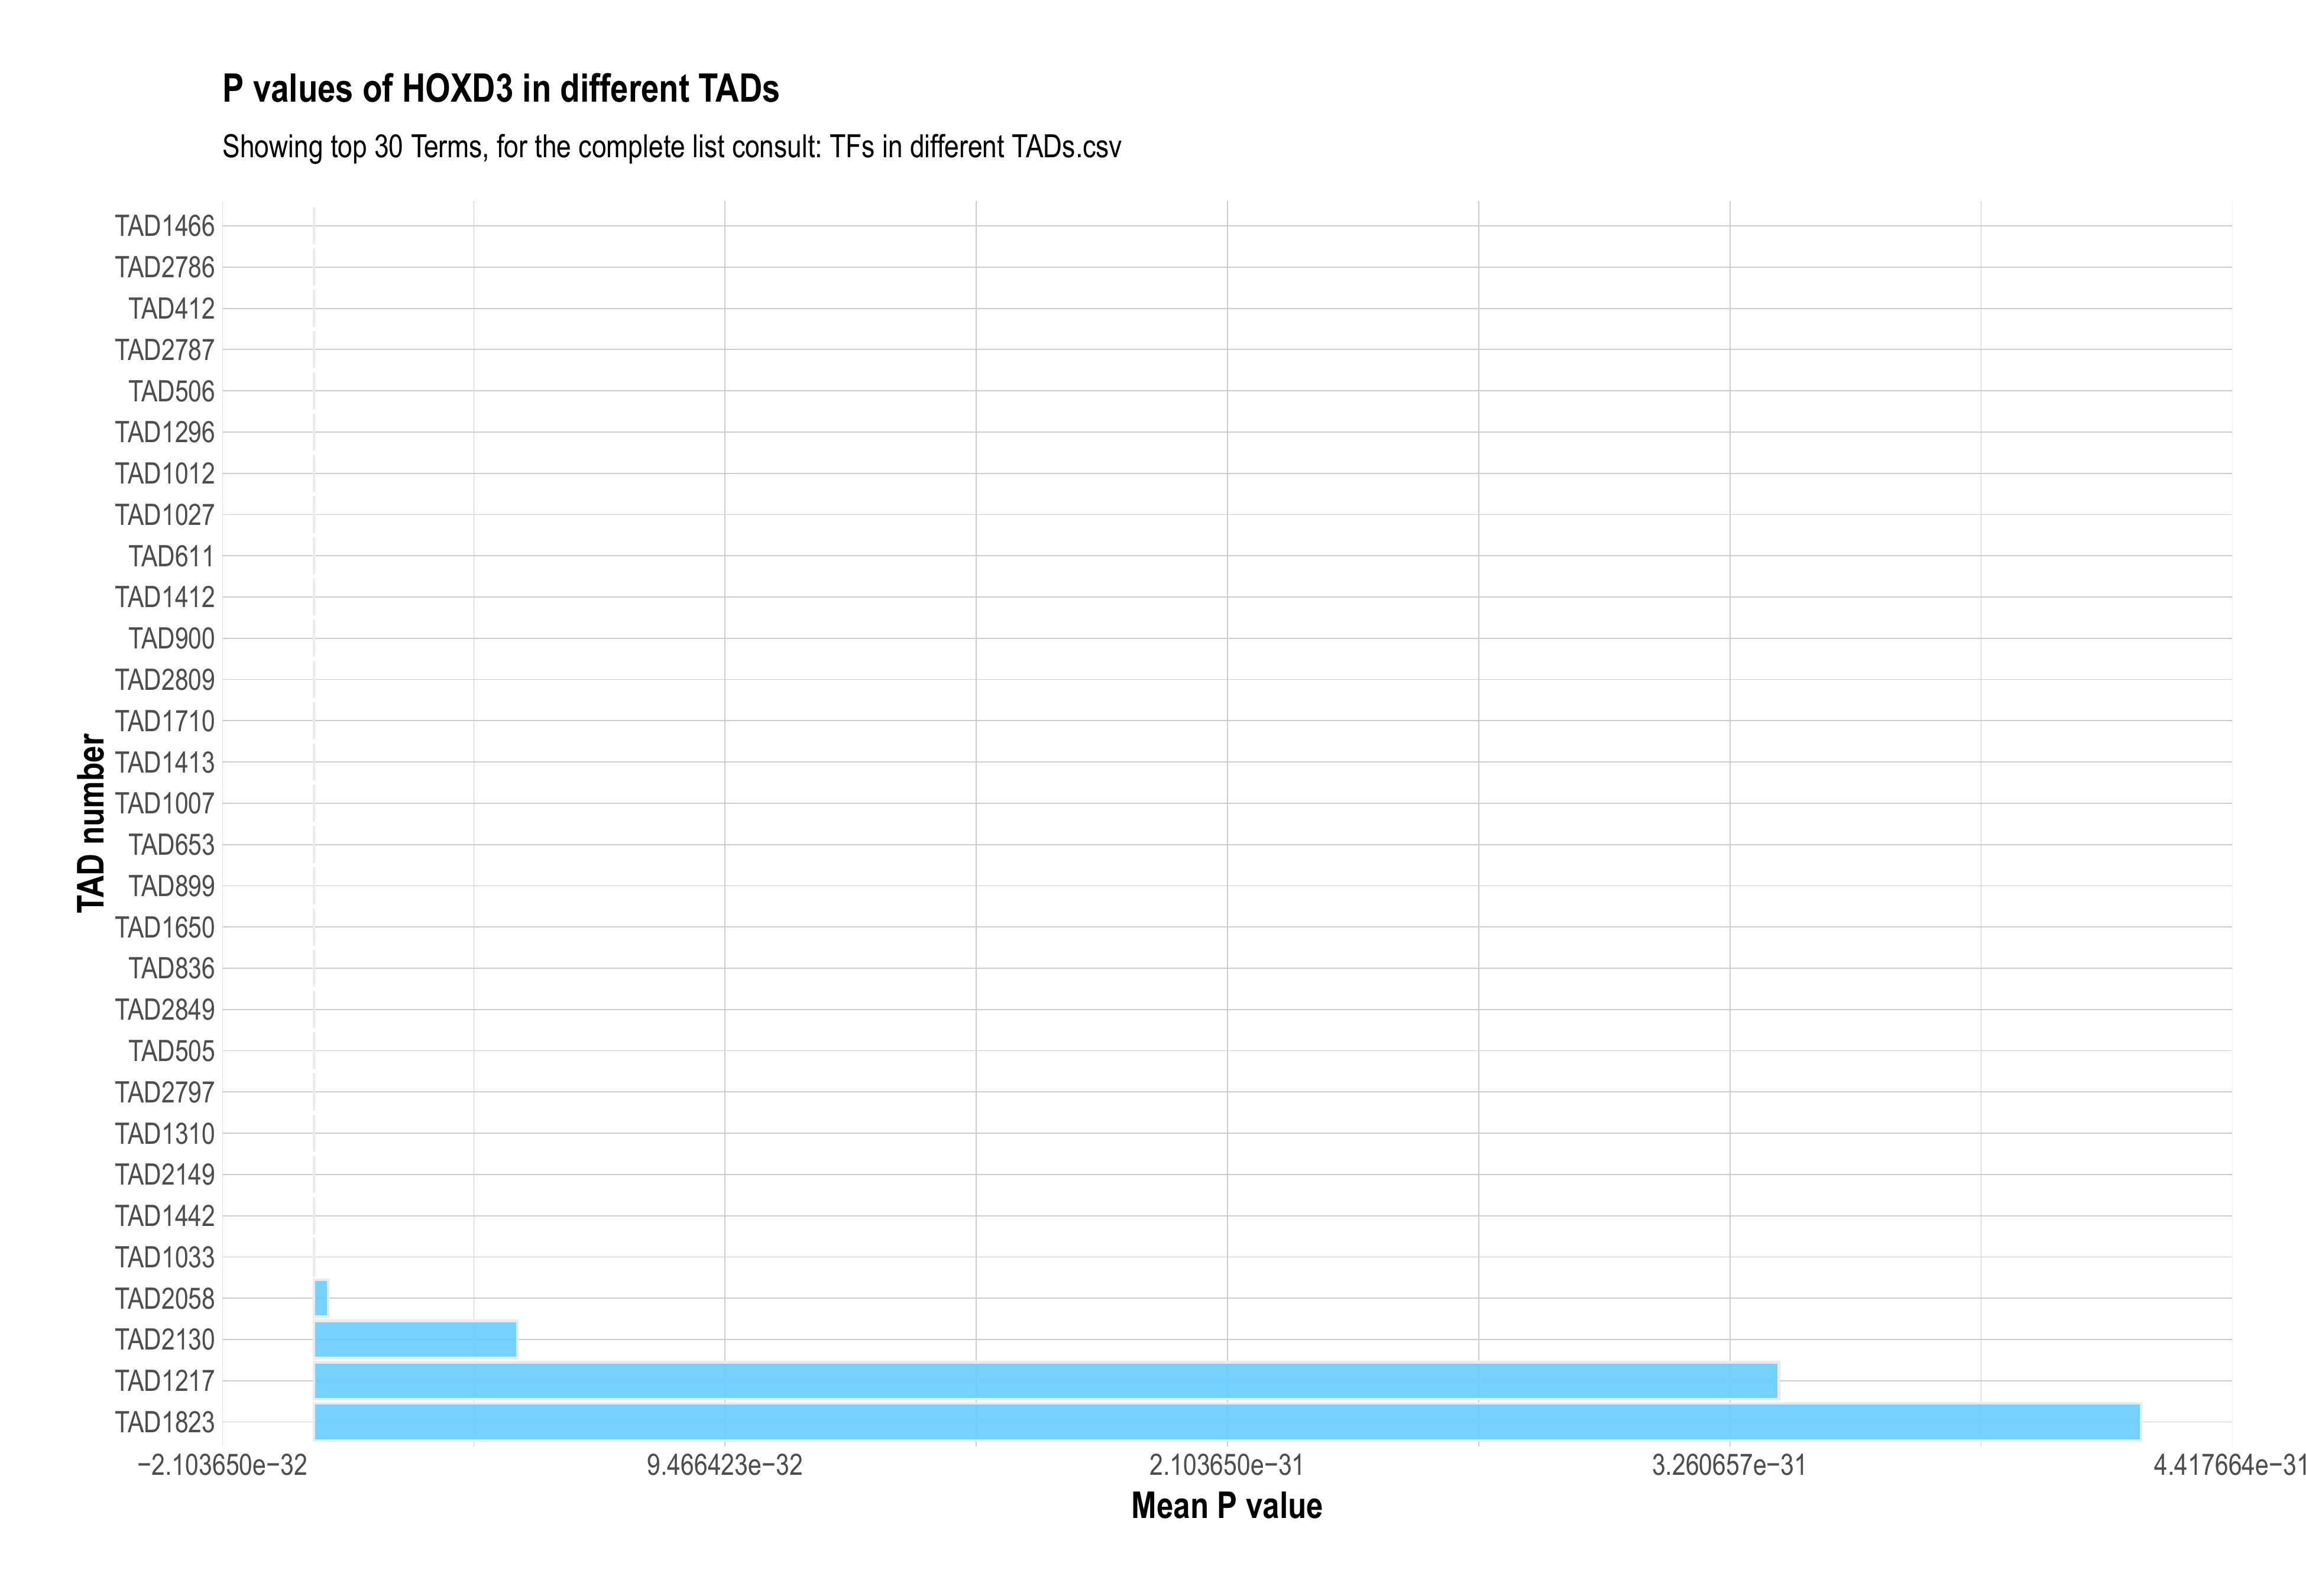 P values of HOXD3 in different TADs
Showing top 30 Terms, for the complete list consult: TFs in different TADs.csv
TAD number
TAD1466
TAD2786
TAD412
TAD2787
TAD506
TAD1296
TAD1012
TAD1027
TAD611
TAD1412
TAD900
TAD2809
TAD1710
TAD1413
TAD1007
TAD653
TAD899
TAD1650
TAD836
TAD2849
TAD505
TAD2797
TAD1310
TAD2149
TAD1442
TAD1033
TAD2058
TAD2130
TAD1217
TAD1823
−2.103650e−32 9.466423e−32 2.103650e−31 3.260657e−31 4.417664e−31
Mean P value